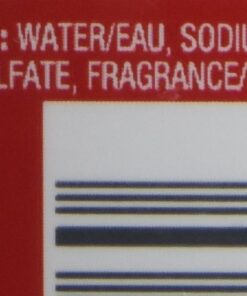 : WATER/EAU, SODIU
LFATE, FRAGRANCE/